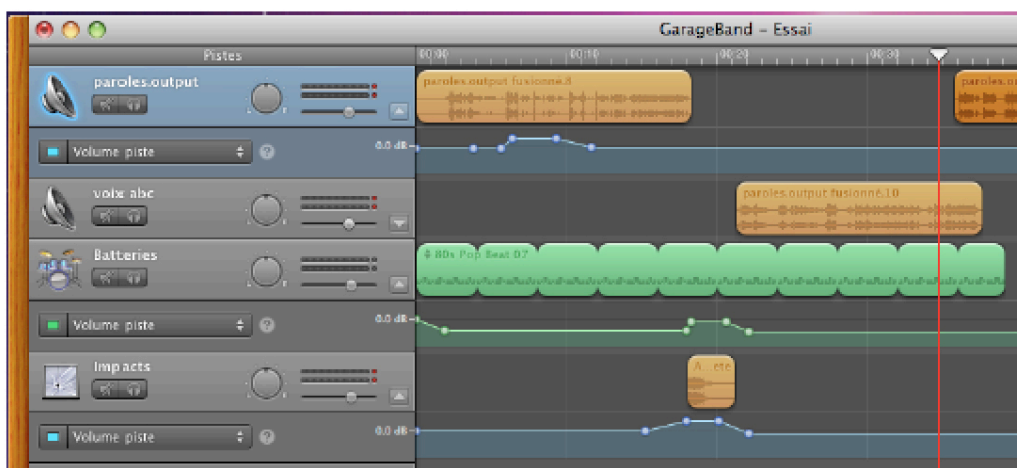 GarageBand – Essai
Pistes
00:00 00:10 00:20 00:30
paroles.output
paroles.output fusionné.8
paroles.o
Volume piste
0.0 dB
voix abc
paroles.output fusionné.10
Batteries
80s Pop Beat 07
Volume piste
0.0 dB
Impacts
A...ete
Volume piste
0.0 dB